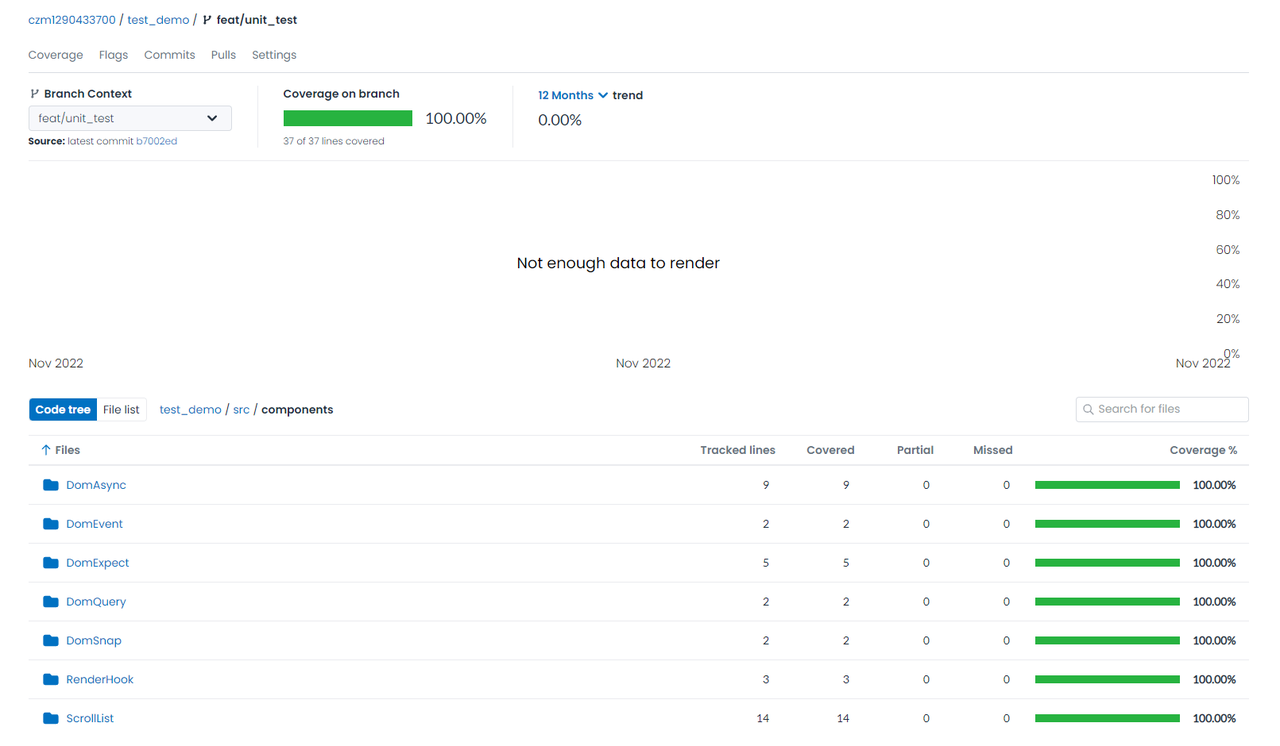 czm1290433700 / test_demo / feat/unit_test
Coverage Flags Commits Pulls Settings
Branch Context
feat/unit_test
Source: latest commit b7002ed
Coverage on branch
100.00%
37 of 37 lines covered
12 Months trend
0.00%
100%
80%
60%
40%
20%
0%
Not enough data to render
Nov 2022 Nov 2022 Nov 2022
Code tree File list test_demo / src / components Search for files
Files Tracked lines Covered Partial Missed Coverage %
DomAsync 9 9 0 0 100.00%
DomEvent 2 2 0 0 100.00%
DomExpect 5 5 0 0 100.00%
DomQuery 2 2 0 0 100.00%
DomSnap 2 2 0 0 100.00%
RenderHook 3 3 0 0 100.00%
ScrollList 14 14 0 0 100.00%